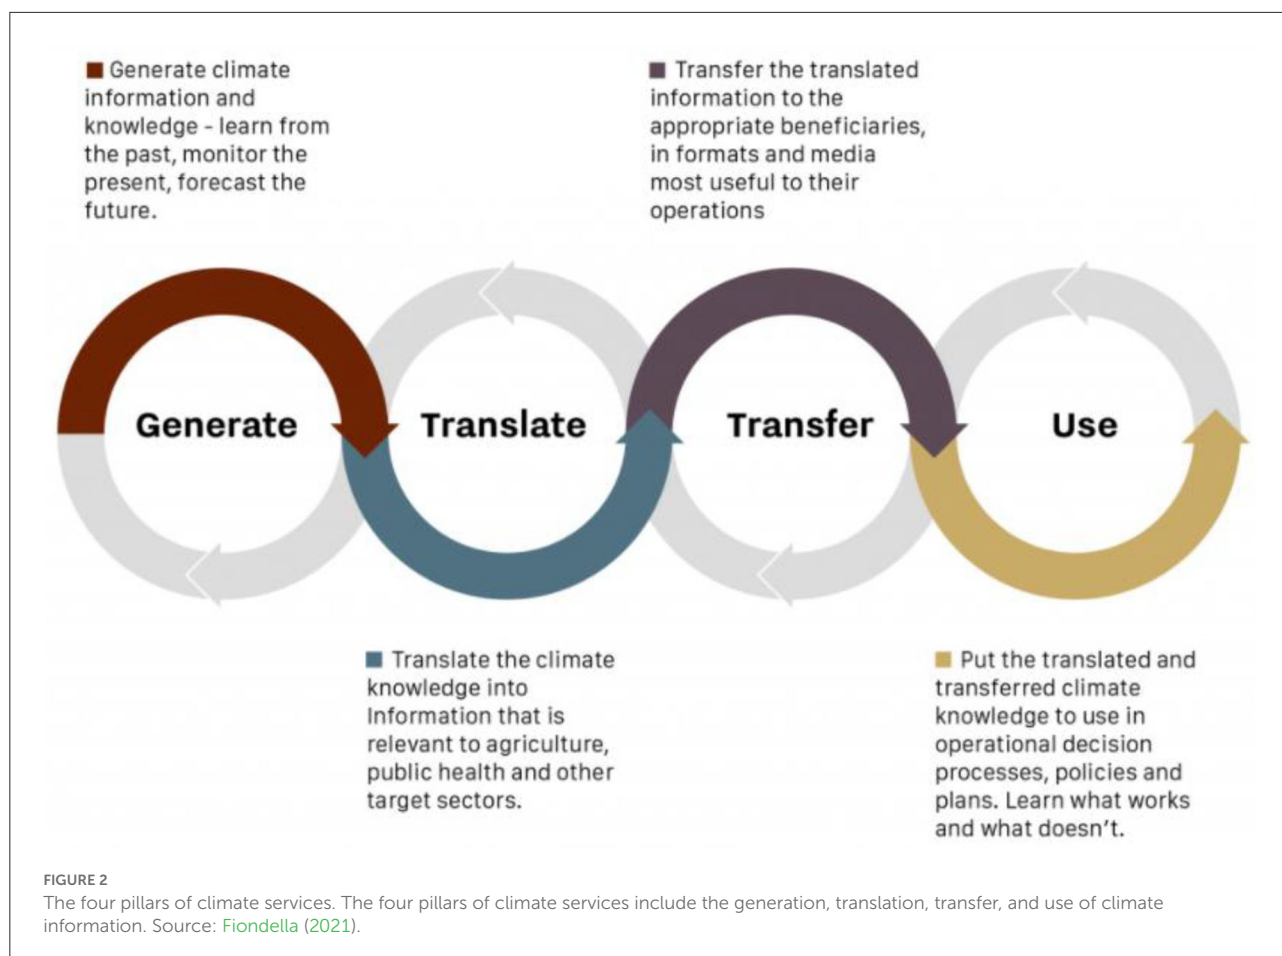 Generate climate
information and
knowledge - learn from
the past, monitor the
present, forecast the
future.
Transfer the translated
information to the
appropriate beneficiaries,
in formats and media
most useful to their
operations
Generate
Translate
Transfer
Use
Translate the climate
knowledge into
Information that is
relevant to agriculture,
public health and other
target sectors.
Put the translated and
transferred climate
knowledge to use in
operational decision
processes, policies and
plans. Learn what works
and what doesn't.
FIGURE 2
The four pillars of climate services. The four pillars of climate services include the generation, translation, transfer, and use of climate
information. Source: Fiondella (2021).